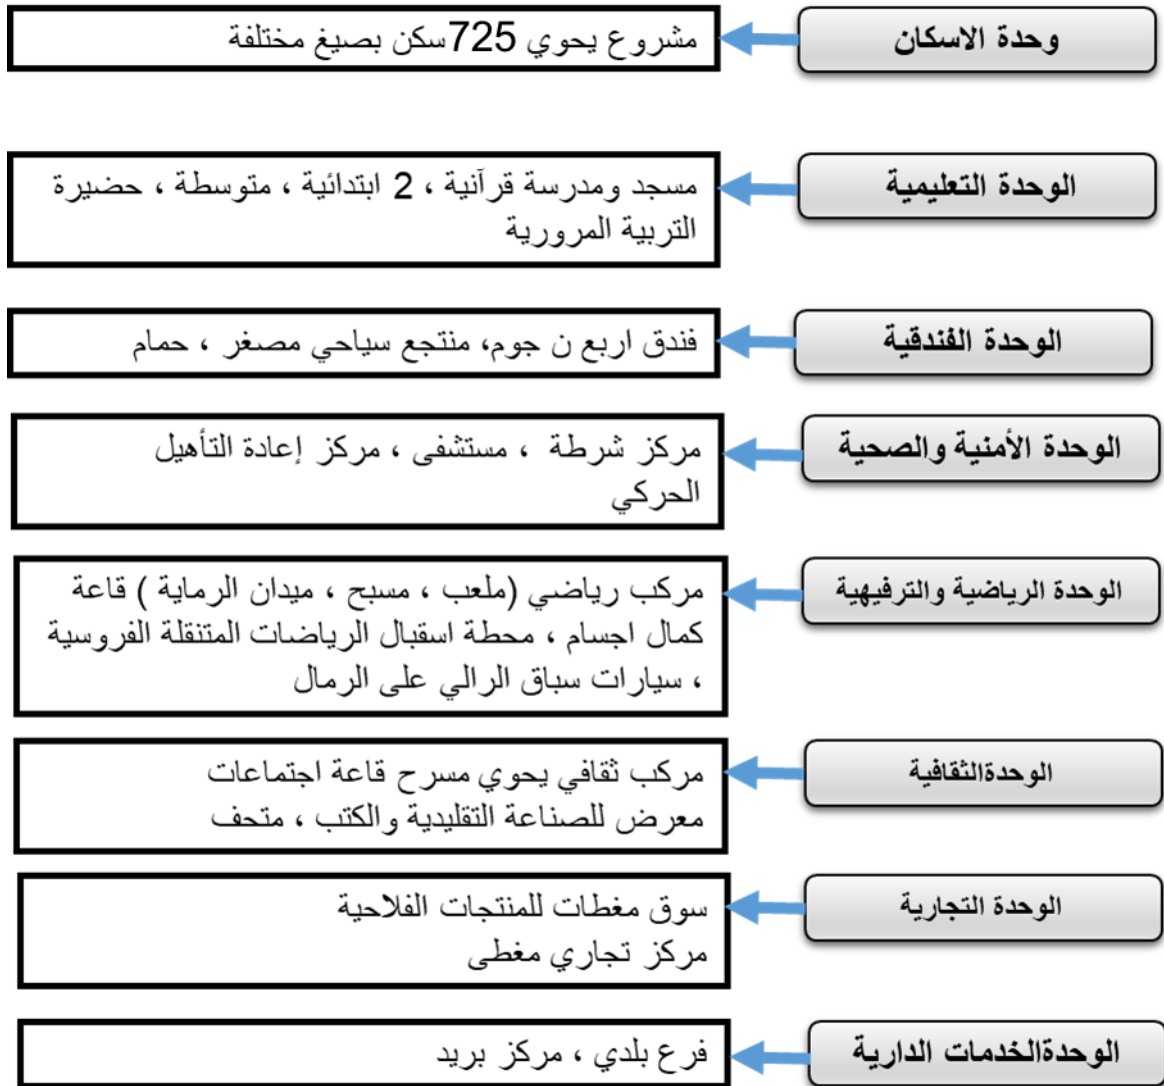 وحدة الاسكان
مشروع يحوي 725سكن بصيغ مختلفة
الوحدة التعليمية
مسجد ومدرسة قرآنية ، 2 ابتدائية ، متوسطة ، حضيرة
التربية المرورية
الوحدة الفندقية
فندق اربع ن جوم، منتجع سياحي مصغر ، حمام
الوحدة الأمنية والصحية
مركز شرطة ، مستشفى ، مركز إعادة التأهيل
الحركي
الوحدة الرياضية والترفيهية
مركب رياضي (ملعب ، مسبح ، ميدان الرماية ) قاعة
كمال اجسام ، محطة اسقبال الرياضات المتنقلة الفروسية
، سيارات سباق الرالي على الرمال
الوحدةالثقافية
مركب ثقافي يحوي مسرح قاعة اجتماعات
معرض للصناعة التقليدية والكتب ، متحف
الوحدة التجارية
سوق مغطات للمنتجات الفلاحية
مركز تجاري مغطى
الوحدةالخدمات الدارية
فرع بلدي ، مركز بريد